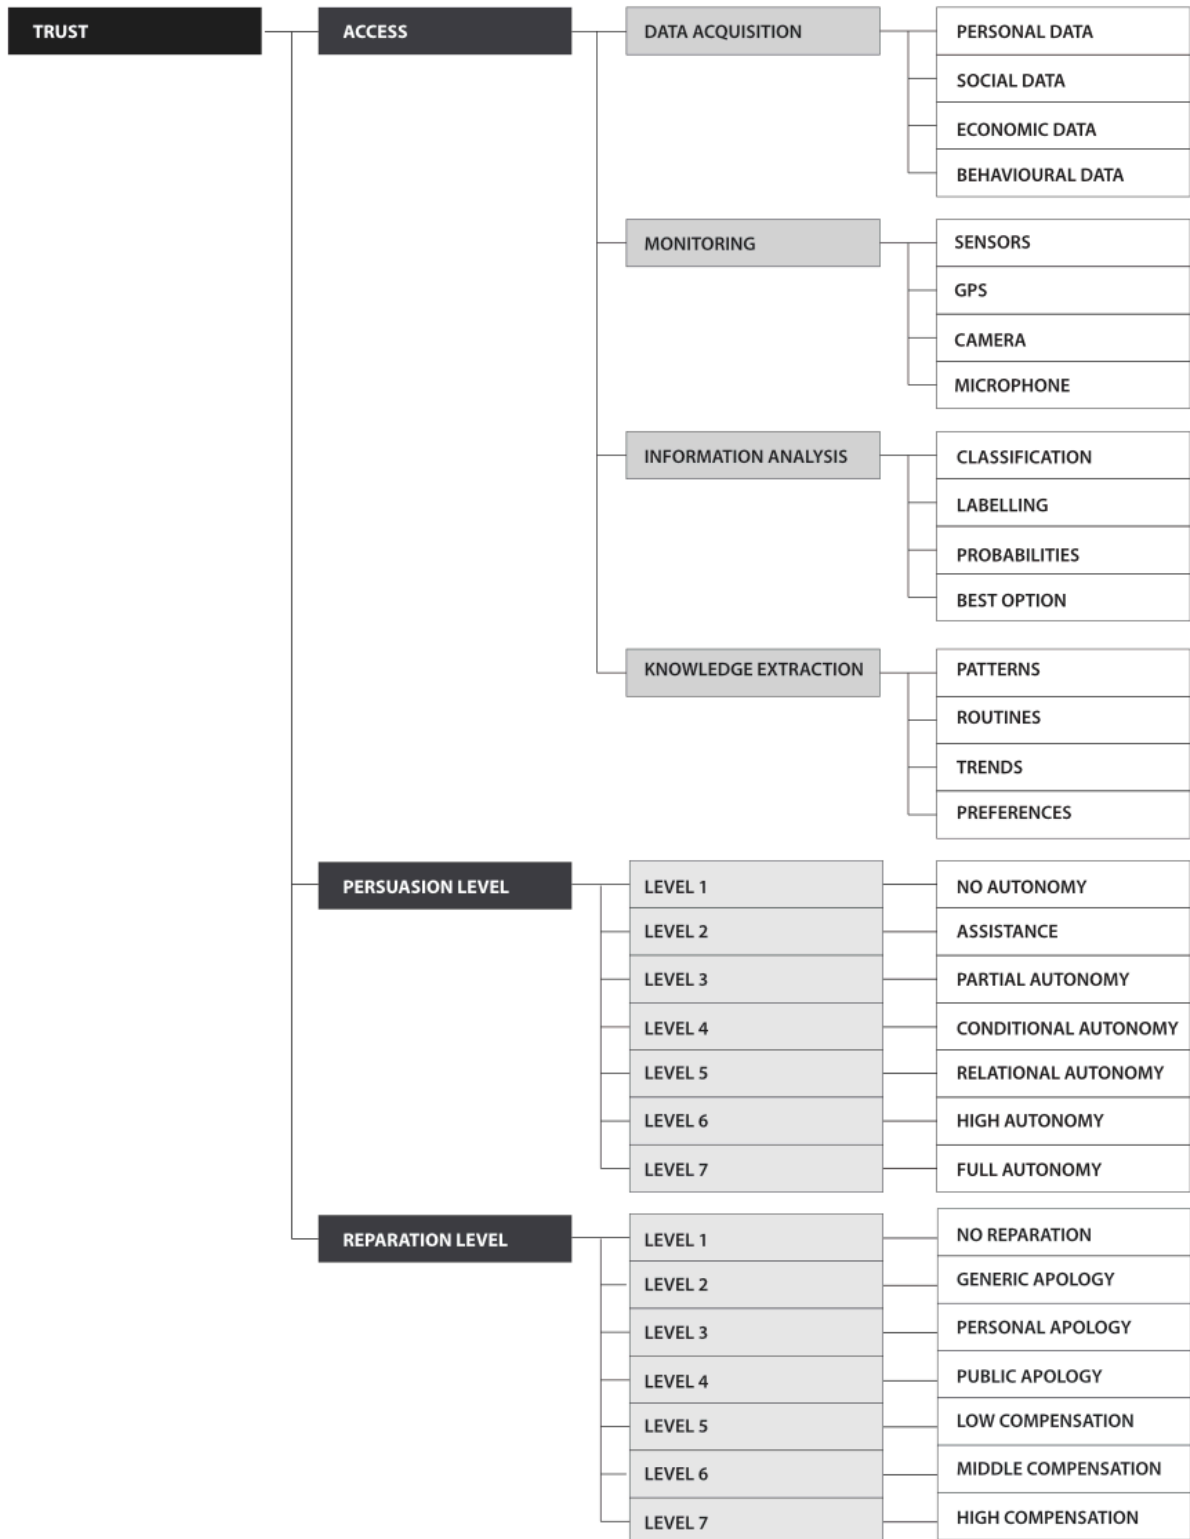 TRUST
ACCESS
DATA ACQUISITION
PERSONAL DATA
SOCIAL DATA
ECONOMIC DATA
BEHAVIOURAL DATA
MONITORING
SENSORS
GPS
CAMERA
MICROPHONE
INFORMATION ANALYSIS
CLASSIFICATION
LABELLING
PROBABILITIES
BEST OPTION
KNOWLEDGE EXTRACTION
PATTERNS
ROUTINES
TRENDS
PREFERENCES
PERSUASION LEVEL
LEVEL 1
NO AUTONOMY
LEVEL 2
ASSISTANCE
LEVEL 3
PARTIAL AUTONOMY
LEVEL 4
CONDITIONAL AUTONOMY
LEVEL 5
RELATIONAL AUTONOMY
LEVEL 6
HIGH AUTONOMY
LEVEL 7
FULL AUTONOMY
REPARATION LEVEL
LEVEL 1
NO REPARATION
LEVEL 2
GENERIC APOLOGY
LEVEL 3
PERSONAL APOLOGY
LEVEL 4
PUBLIC APOLOGY
LEVEL 5
LOW COMPENSATION
LEVEL 6
MIDDLE COMPENSATION
LEVEL 7
HIGH COMPENSATION